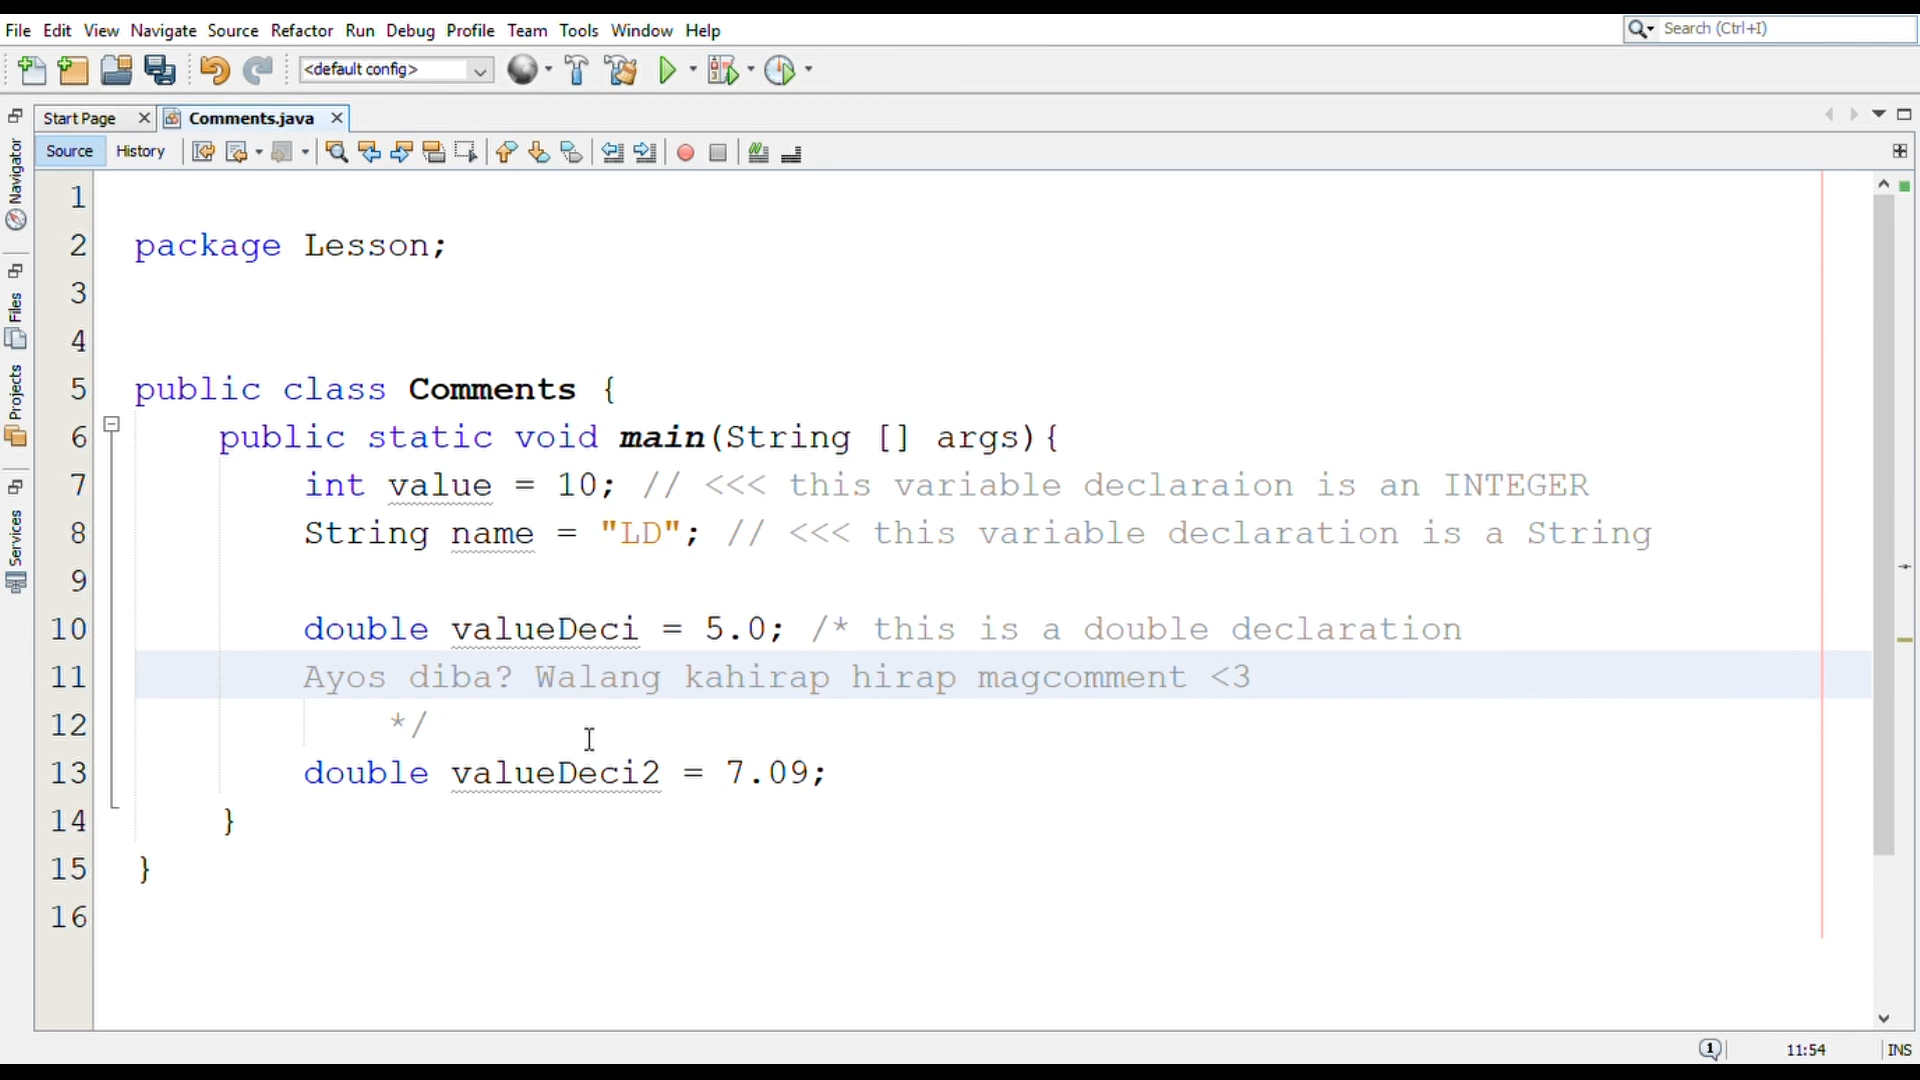 File Edit View Navigate Source Refactor Run Debug Profile Team Tools Window Help
Search (Ctrl+I)
<default config>
Start Page
Comments.java
Source
History
Navigator
Files
Projects
Services
1
2 package Lesson;
3
4
5 public class Comments {
6 public static void main(String [] args){
7 int value = 10; // <<< this variable declaraion is an INTEGER
8 String name = "LD"; // <<< this variable declaration is a String
9
10 double valueDeci = 5.0; /* this is a double declaration
11 Ayos diba? Walang kahirap hirap magcomment <3
12 */
13 double valueDeci2 = 7.09;
14 }
15 }
16
1
11:54
INS